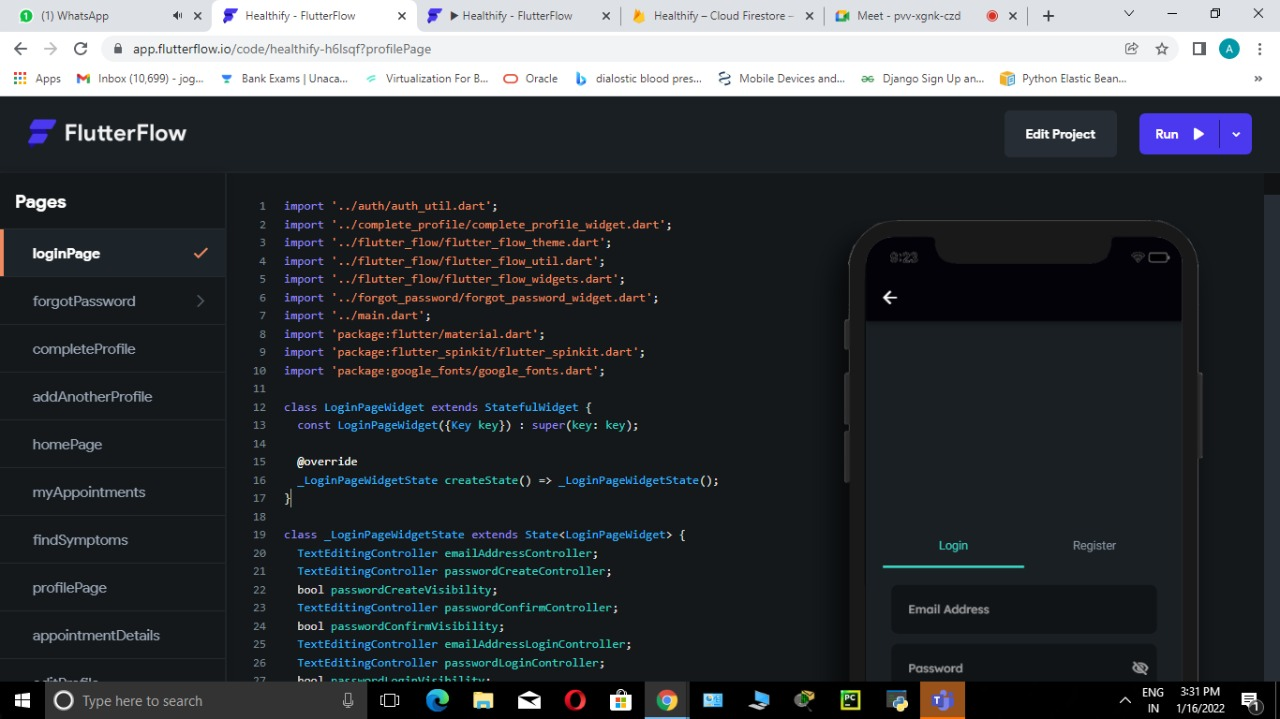 (1) WhatsApp
Healthify - FlutterFlow
Healthify - FlutterFlow
Healthify – Cloud Firestore –
Meet - pvv-xgnk-czd
app.flutterflow.io/code/healthify-h6lsqf?profilePage
A
Apps
Inbox (10,699) - jog...
Bank Exams | Unaca...
Virtualization For B...
Oracle
dialostic blood pres...
Mobile Devices and...
Django Sign Up an...
Python Elastic Bean...
»
FlutterFlow
Edit Project
Run
Pages
loginPage
forgotPassword
completeProfile
addAnotherProfile
homePage
myAppointments
findSymptoms
profilePage
appointmentDetails
editProfile
1 import '../auth/auth_util.dart';
2 import '../complete_profile/complete_profile_widget.dart';
3 import '../flutter_flow/flutter_flow_theme.dart';
4 import '../flutter_flow/flutter_flow_util.dart';
5 import '../flutter_flow/flutter_flow_widgets.dart';
6 import '../forgot_password/forgot_password_widget.dart';
7 import '../main.dart';
8 import 'package:flutter/material.dart';
9 import 'package:flutter_spinkit/flutter_spinkit.dart';
10 import 'package:google_fonts/google_fonts.dart';
11
12 class LoginPageWidget extends StatefulWidget {
13 const LoginPageWidget({Key key}) : super(key: key);
14
15 @override
16 _LoginPageWidgetState createState() => _LoginPageWidgetState();
17 }
18
19 class _LoginPageWidgetState extends State<LoginPageWidget> {
20 TextEditingController emailAddressController;
21 TextEditingController passwordCreateController;
22 bool passwordCreateVisibility;
23 TextEditingController passwordConfirmController;
24 bool passwordConfirmVisibility;
25 TextEditingController emailAddressLoginController;
26 TextEditingController passwordLoginController;
27 bool passwordLoginVisibility;
9:23
Login
Register
Email Address
Password
Type here to search
ENG
IN
3:31 PM
1/16/2022
1